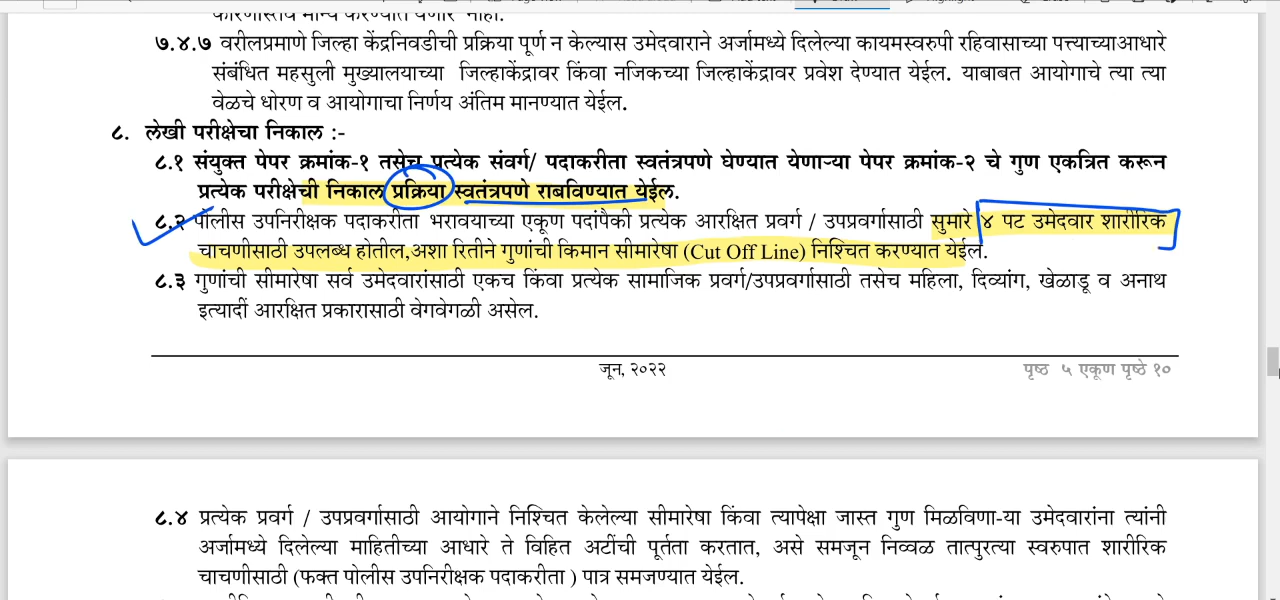 कारणास्तव मान्य करण्यात येणार नाही.
७.४.७ वरीलप्रमाणे जिल्हा केंद्रनिवडीची प्रक्रिया पूर्ण न केल्यास उमेदवाराने अर्जामध्ये दिलेल्या कायमस्वरुपी रहिवासाच्या पत्त्याच्याआधारे
संबंधित महसुली मुख्यालयाच्या जिल्हाकेंद्रावर किंवा नजिकच्या जिल्हाकेंद्रावर प्रवेश देण्यात येईल. याबाबत आयोगाचे त्या त्या
वेळचे धोरण व आयोगाचा निर्णय अंतिम मानण्यात येईल.
८. लेखी परीक्षेचा निकाल :-
८.१ संयुक्त पेपर क्रमांक-१ तसेच प्रत्येक संवर्ग/ पदाकरीता स्वतंत्रपणे घेण्यात येणाऱ्या पेपर क्रमांक-२ चे गुण एकत्रित करून
प्रत्येक परीक्षेची निकाल प्रक्रिया स्वतंत्रपणे राबविण्यात येईल.
८.२ पोलीस उपनिरीक्षक पदाकरीता भरावयाच्या एकूण पदांपैकी प्रत्येक आरक्षित प्रवर्ग / उपप्रवर्गासाठी सुमारे ४ पट उमेदवार शारीरिक
चाचणीसाठी उपलब्ध होतील,अशा रितीने गुणांची किमान सीमारेषा (Cut Off Line) निश्चित करण्यात येईल.
८.३ गुणांची सीमारेषा सर्व उमेदवारांसाठी एकच किंवा प्रत्येक सामाजिक प्रवर्ग/उपप्रवर्गासाठी तसेच महिला, दिव्यांग, खेळाडू व अनाथ
इत्यादीं आरक्षित प्रकारासाठी वेगवेगळी असेल.
जून, २०२२ पृष्ठ ५ एकूण पृष्ठे १०
८.४ प्रत्येक प्रवर्ग / उपप्रवर्गासाठी आयोगाने निश्चित केलेल्या सीमारेषा किंवा त्यापेक्षा जास्त गुण मिळविणा-या उमेदवारांना त्यांनी
अर्जामध्ये दिलेल्या माहितीच्या आधारे ते विहित अटींची पूर्तता करतात, असे समजून निव्वळ तात्पुरत्या स्वरुपात शारीरिक
चाचणीसाठी (फक्त पोलीस उपनिरीक्षक पदाकरीता ) पात्र समजण्यात येईल.